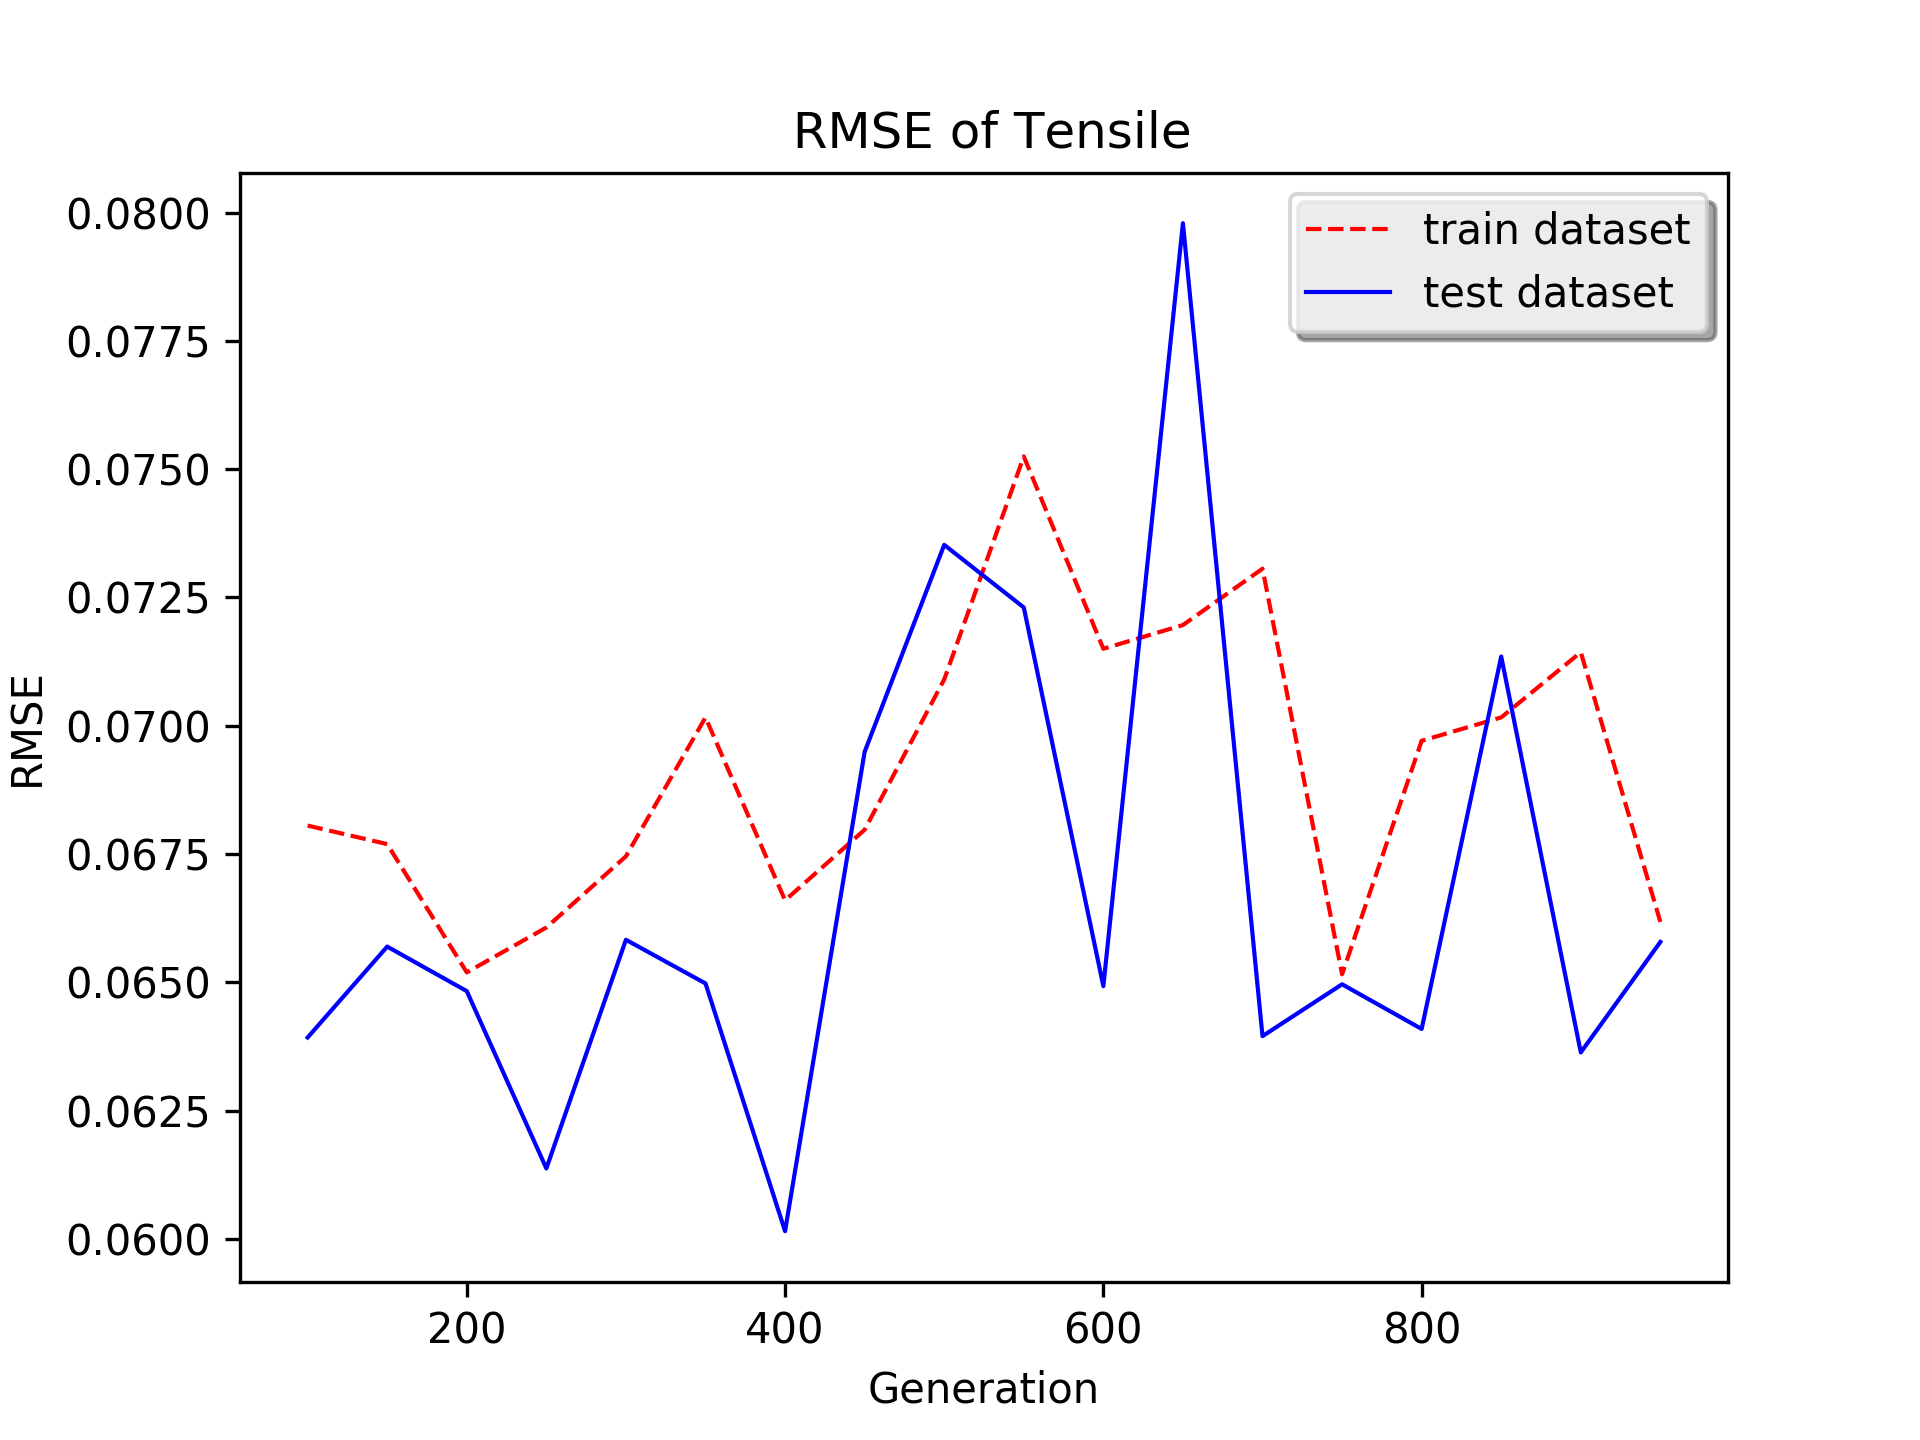 RMSE of Tensile
train dataset
test dataset
0.0800
0.0775
0.0750
0.0725
0.0700
0.0675
0.0650
0.0625
0.0600
RMSE
200 400 600 800
Generation